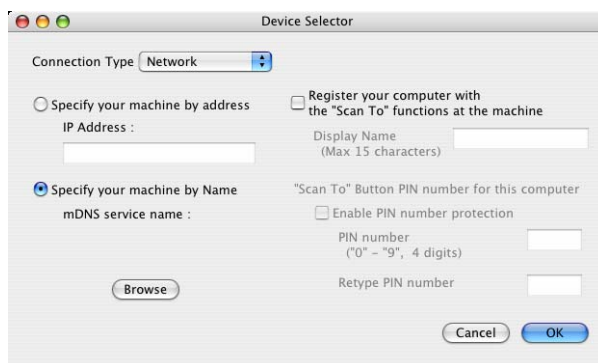 Device Selector
Connection Type Network
Specify your machine by address
IP Address :
Specify your machine by Name
mDNS service name :
Browse
Register your computer with
the "Scan To" functions at the machine
Display Name
(Max 15 characters)
"Scan To" Button PIN number for this computer
Enable PIN number protection
PIN number
("0" – "9", 4 digits)
Retype PIN number
Cancel OK